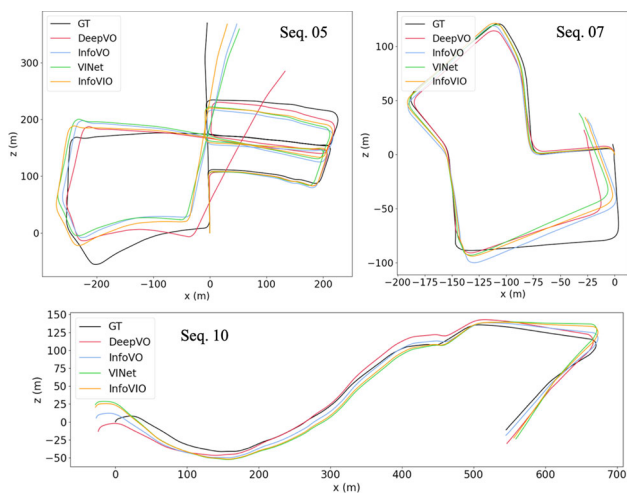 Seq. 05
GT
DeepVO
InfoVO
VINet
InfoVIO
300
200
100
0
z (m)
−200
−100
0
100
200
x (m)
Seq. 07
GT
DeepVO
InfoVO
VINet
InfoVIO
100
50
0
−50
−100
z (m)
−200
−175
−150
−125
−100
−75
−50
−25
0
x (m)
Seq. 10
GT
DeepVO
InfoVO
VINet
InfoVIO
150
125
100
75
50
25
0
−25
−50
z (m)
0
100
200
300
400
500
600
700
x (m)